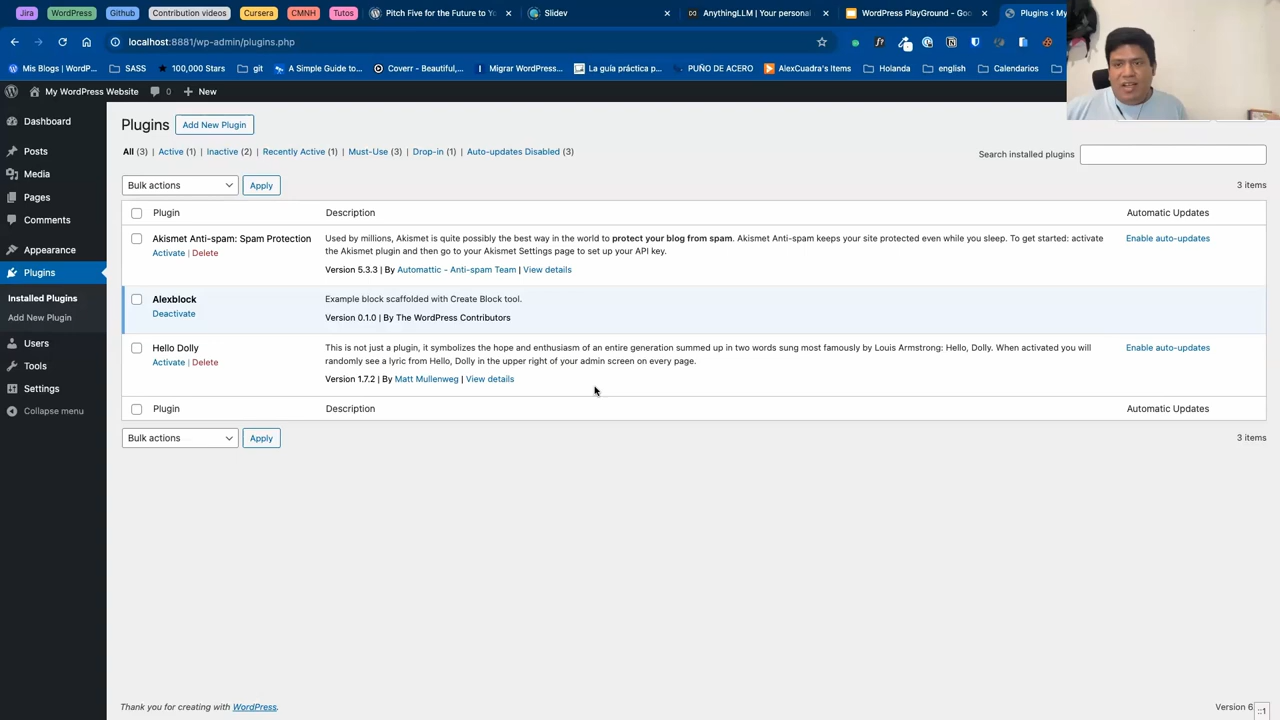 Jira WordPress Github Contribution videos Cursera CMNH Tutos Pitch Five for the Future to Yo Slidev AnythingLLM | Your personal WordPress PlayGround - Goo Plugins ‹ My
localhost:8881/wp-admin/plugins.php
Mis Blogs | WordP... SASS 100,000 Stars git A Simple Guide to... Coverr - Beautiful,... Migrar WordPress... La guía práctica p... PUÑO DE ACERO AlexCuadra's Items Holanda english Calendarios
My WordPress Website 0 New
Dashboard
Posts
Media
Pages
Comments
Appearance
Plugins
Installed Plugins
Add New Plugin
Users
Tools
Settings
Collapse menu
Plugins Add New Plugin
All (3) | Active (1) | Inactive (2) | Recently Active (1) | Must-Use (3) | Drop-in (1) | Auto-updates Disabled (3)
Search installed plugins
Bulk actions Apply 3 items
Plugin Description Automatic Updates
Akismet Anti-spam: Spam Protection
Activate | Delete
Used by millions, Akismet is quite possibly the best way in the world to protect your blog from spam. Akismet Anti-spam keeps your site protected even while you sleep. To get started: activate
the Akismet plugin and then go to your Akismet Settings page to set up your API key.
Version 5.3.3 | By Automattic - Anti-spam Team | View details
Enable auto-updates
Alexblock
Deactivate
Example block scaffolded with Create Block tool.
Version 0.1.0 | By The WordPress Contributors
Hello Dolly
Activate | Delete
This is not just a plugin, it symbolizes the hope and enthusiasm of an entire generation summed up in two words sung most famously by Louis Armstrong: Hello, Dolly. When activated you will
randomly see a lyric from Hello, Dolly in the upper right of your admin screen on every page.
Version 1.7.2 | By Matt Mullenweg | View details
Enable auto-updates
Plugin Description Automatic Updates
Bulk actions Apply 3 items
Thank you for creating with WordPress.
Version 6
::1